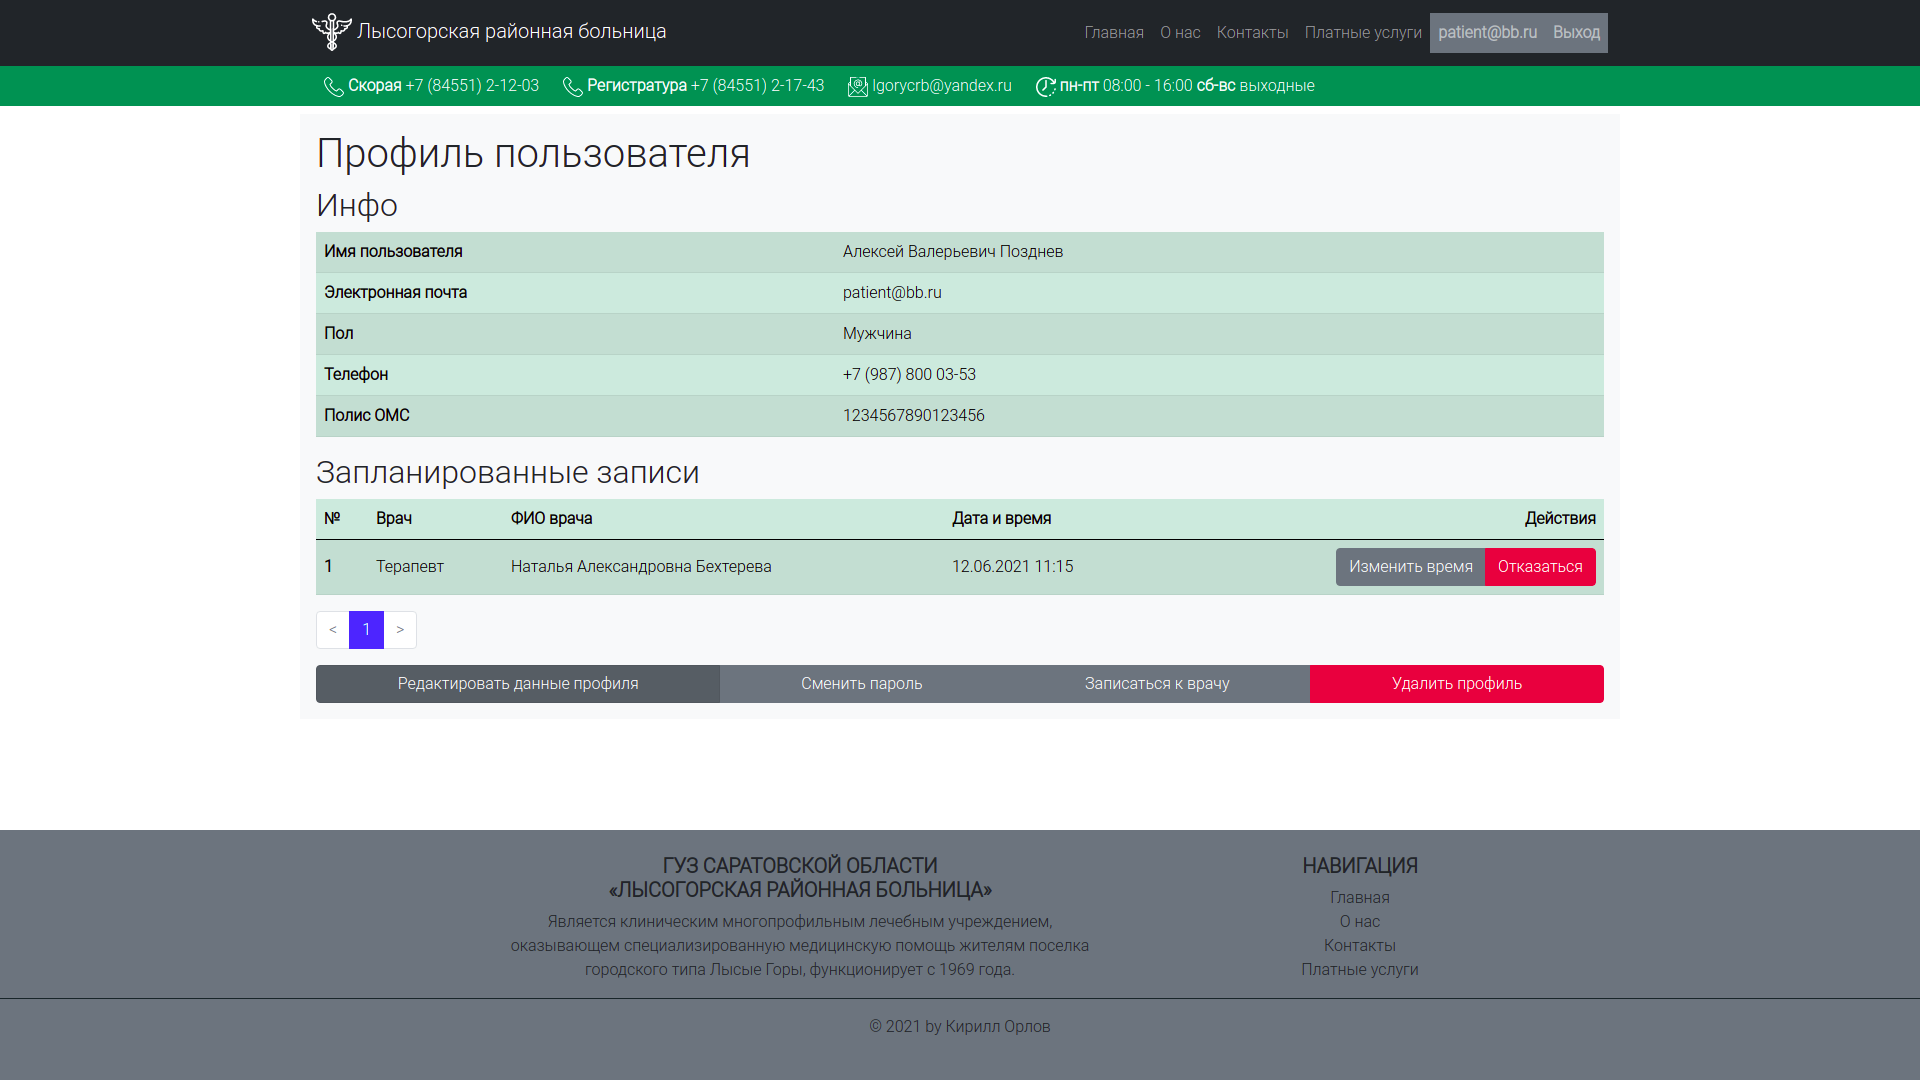 Лысогорская районная больница
Главная О нас Контакты Платные услуги patient@bb.ru Выход
Скорая +7 (84551) 2-12-03 Регистратура +7 (84551) 2-17-43 lgorycrb@yandex.ru пн-пт 08:00 - 16:00 сб-вс выходные
Профиль пользователя
Инфо
Имя пользователя Алексей Валерьевич Позднев
Электронная почта patient@bb.ru
Пол Мужчина
Телефон +7 (987) 800 03-53
Полис ОМС 1234567890123456
Запланированные записи
№ Врач ФИО врача Дата и время Действия
1 Терапевт Наталья Александровна Бехтерева 12.06.2021 11:15 Изменить время Отказаться
< 1 >
Редактировать данные профиля Сменить пароль Записаться к врачу Удалить профиль
ГУЗ САРАТОВСКОЙ ОБЛАСТИ
«ЛЫСОГОРСКАЯ РАЙОННАЯ БОЛЬНИЦА»
Является клиническим многопрофильным лечебным учреждением,
оказывающем специализированную медицинскую помощь жителям поселка
городского типа Лысые Горы, функционирует с 1969 года.
НАВИГАЦИЯ
Главная
О нас
Контакты
Платные услуги
© 2021 by Кирилл Орлов